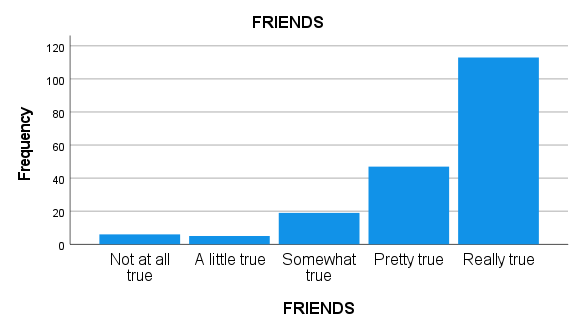 FRIENDS
120
100
80
60
40
20
0
Frequency
Not at all
true
A little true
Somewhat
true
Pretty true
Really true
FRIENDS